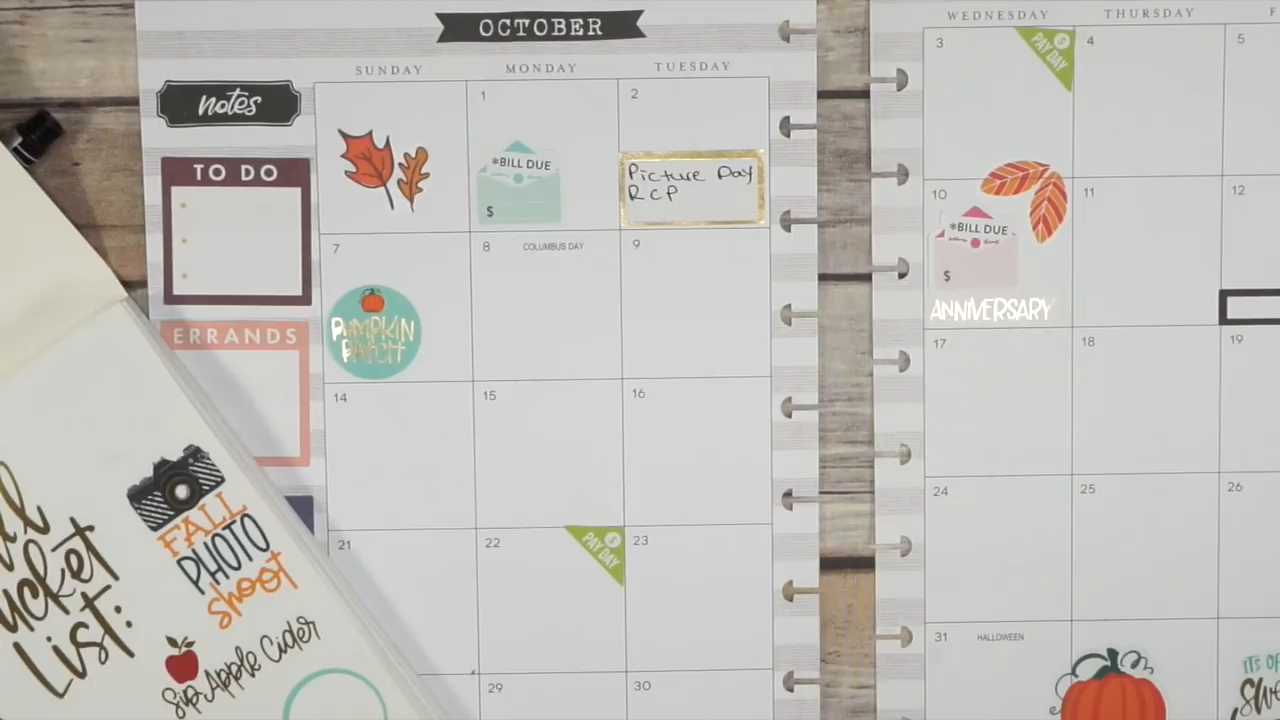 OCTOBER
SUNDAY MONDAY TUESDAY
WEDNESDAY THURSDAY
notes
TO DO
ERRANDS
1
*BILL DUE
$
2
Picture Day
RCP
3
PAY DAY
4
5
7
PUMPKIN
PATCH
8 COLUMBUS DAY
9
10
*BILL DUE
$
ANNIVERSARY
11
12
14
15
16
17
18
19
21
22
PAY DAY
23
24
25
26
29
30
31 HALLOWEEN
List:
FALL
PHOTO
shoot
Sip Apple Cider